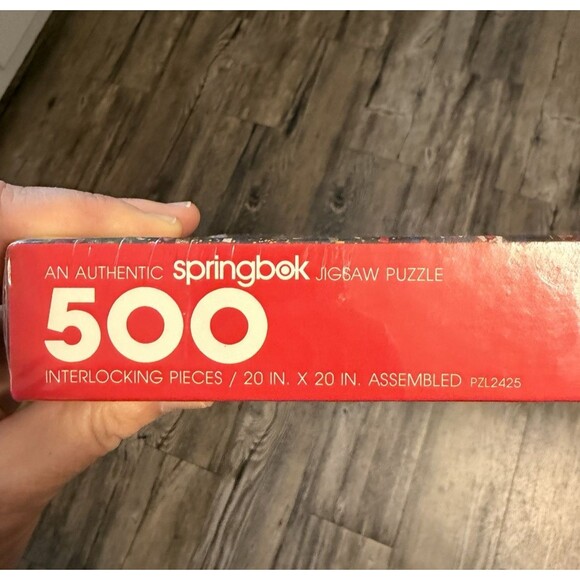 AN AUTHENTIC springbok JIGSAW PUZZLE
500
INTERLOCKING PIECES / 20 IN. X 20 IN. ASSEMBLED PZL2425